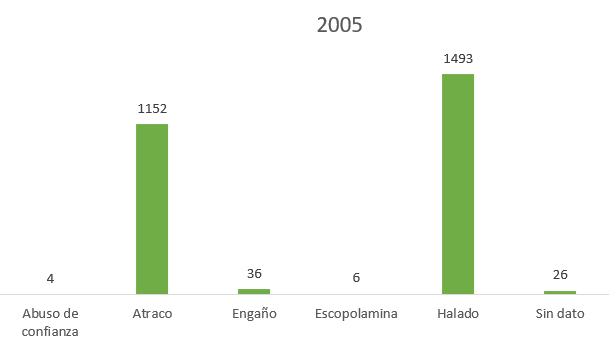 2005
1493
1152
36
26
4
6
Abuso de
confianza
Atraco
Engaño
Escopolamina
Halado
Sin dato